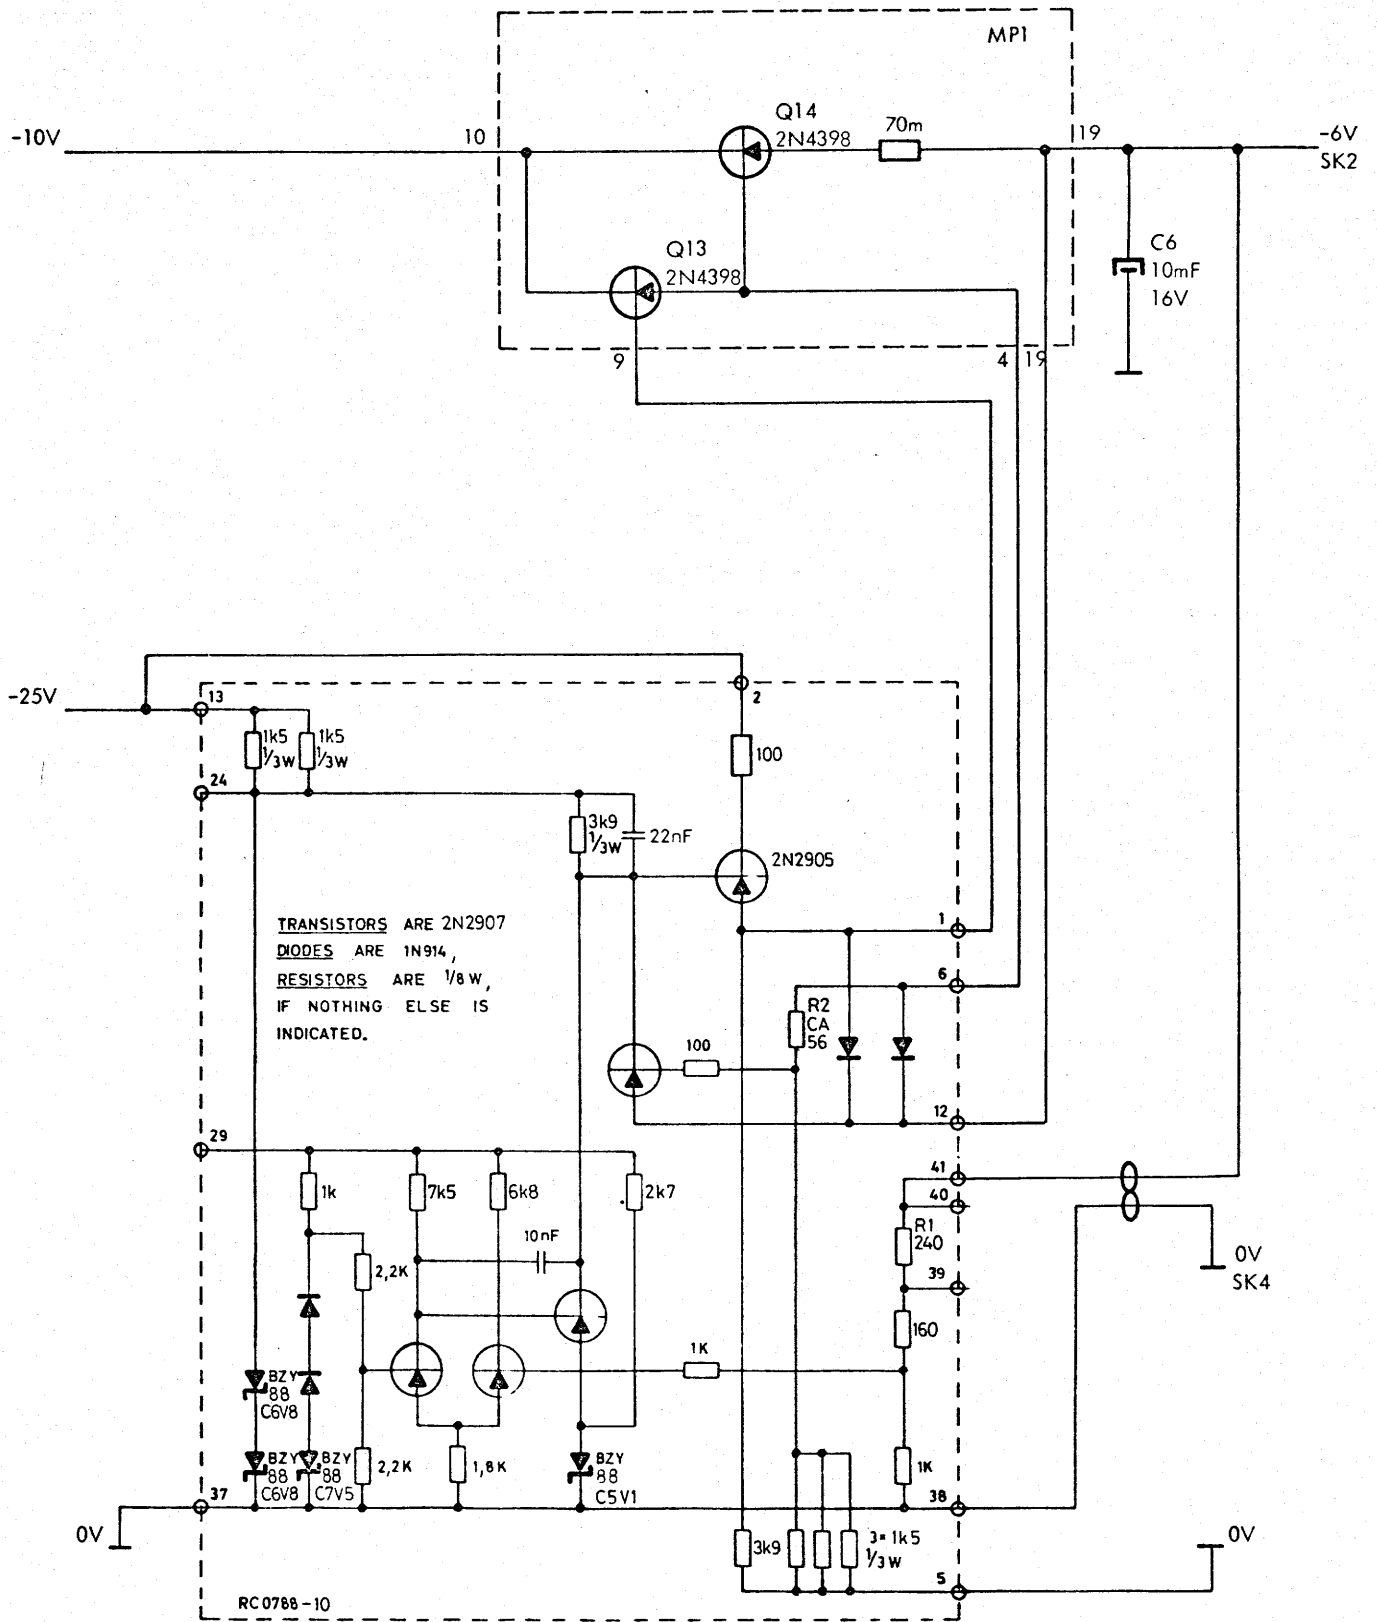 MP1
-10V
10
Q14
2N4398
70m
19
-6V
SK2
Q13
2N4398
C6
10mF
16V
9
4
19
-25V
13
2
1k5
1/3W
1k5
1/3W
100
24
3k9
1/3W
22nF
2N2905
TRANSISTORS ARE 2N2907
DIODES ARE 1N914,
RESISTORS ARE 1/8 W,
IF NOTHING ELSE IS
INDICATED.
1
6
R2
CA
56
100
12
29
1k
7k5
6k8
2k7
41
40
10nF
R1
240
2,2K
39
0V
SK4
160
1K
BZY
88
C6V8
BZY
88
C6V8
BZY
88
C7V5
2,2K
1,8K
BZY
88
C5V1
1K
37
38
0V
3k9
3×1k5
1/3W
0V
5
RC0788-10